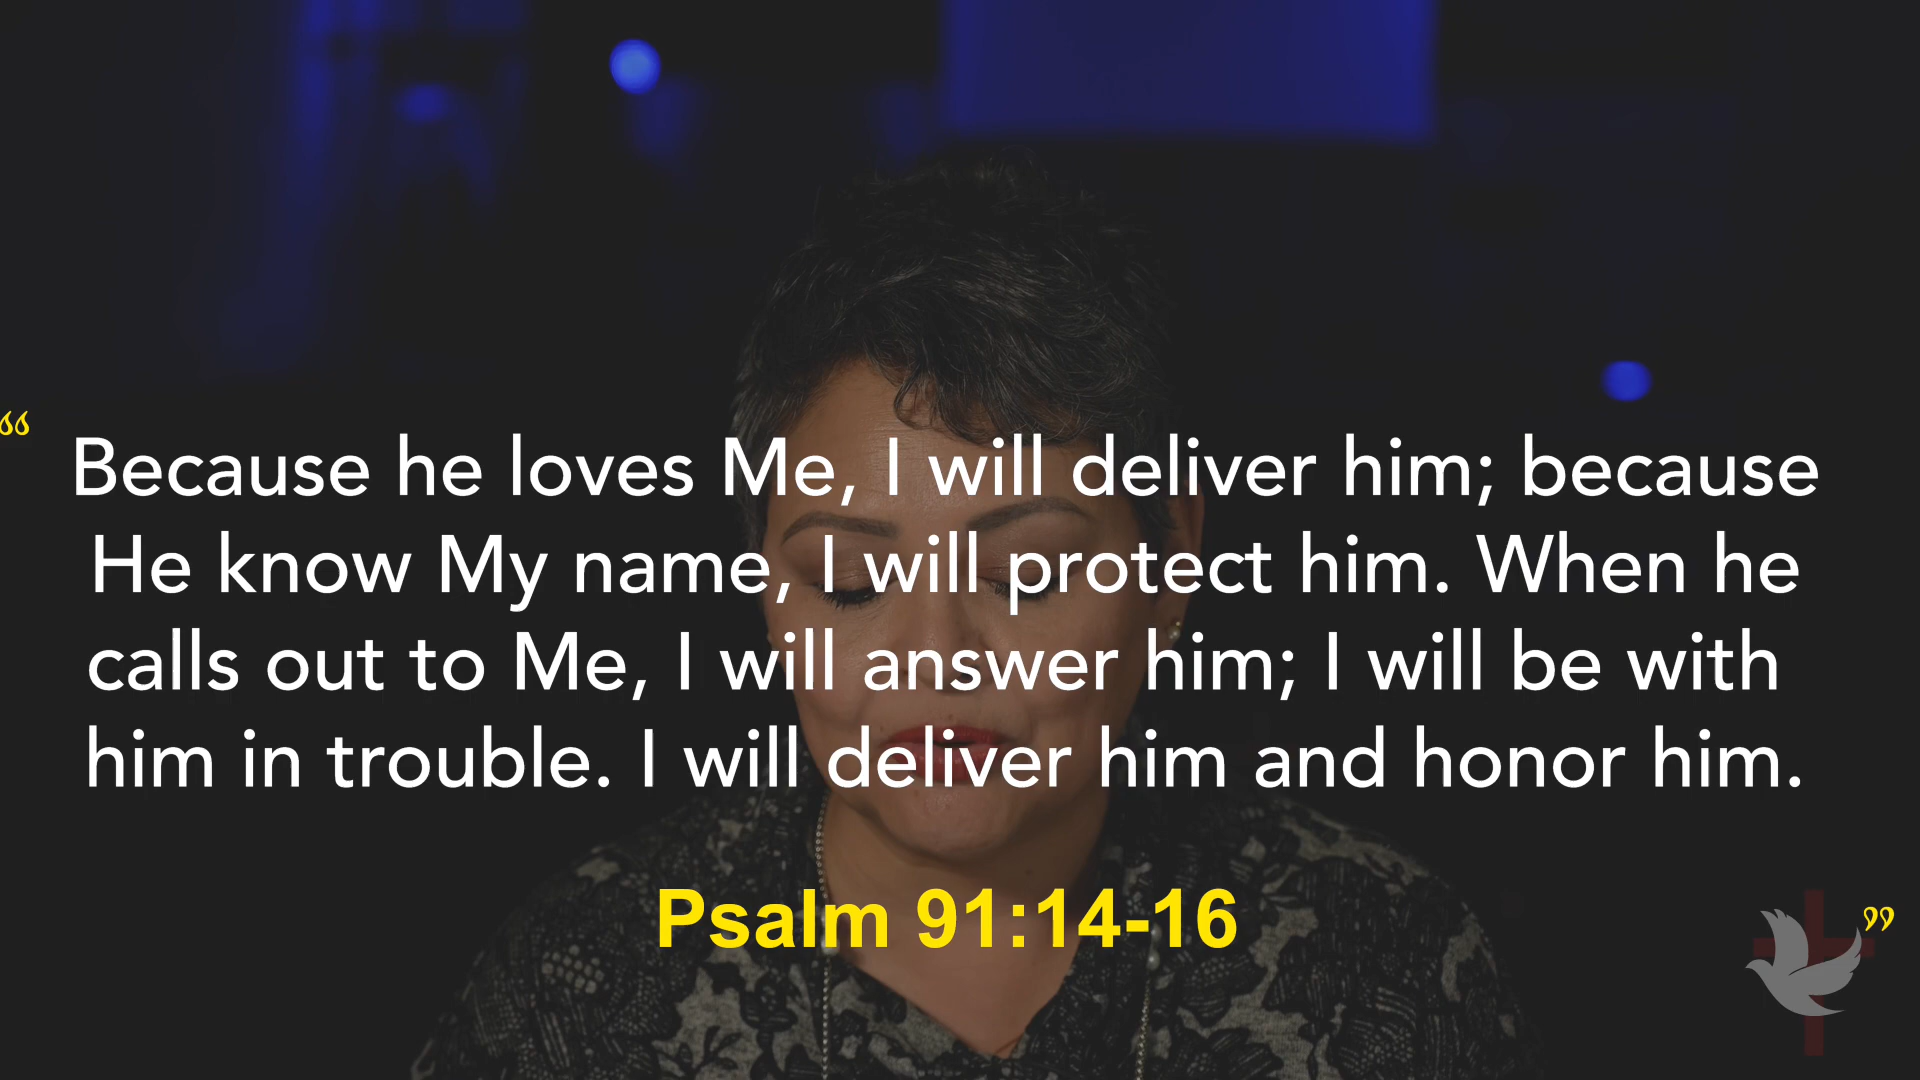 “ Because he loves Me, I will deliver him; because
He know My name, I will protect him. When he
calls out to Me, I will answer him; I will be with
him in trouble. I will deliver him and honor him.
Psalm 91:14-16 ”